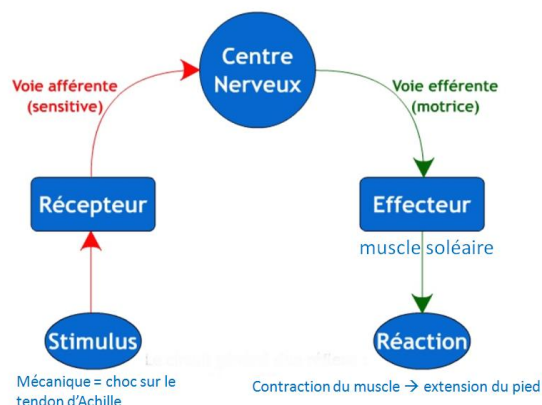 Centre
Nerveux
Voie afférente
(sensitive)
Voie efférente
(motrice)
Récepteur
Effecteur
muscle soléaire
Stimulus
Réaction
Mécanique = choc sur le
tendon d'Achille
Contraction du muscle → extension du pied